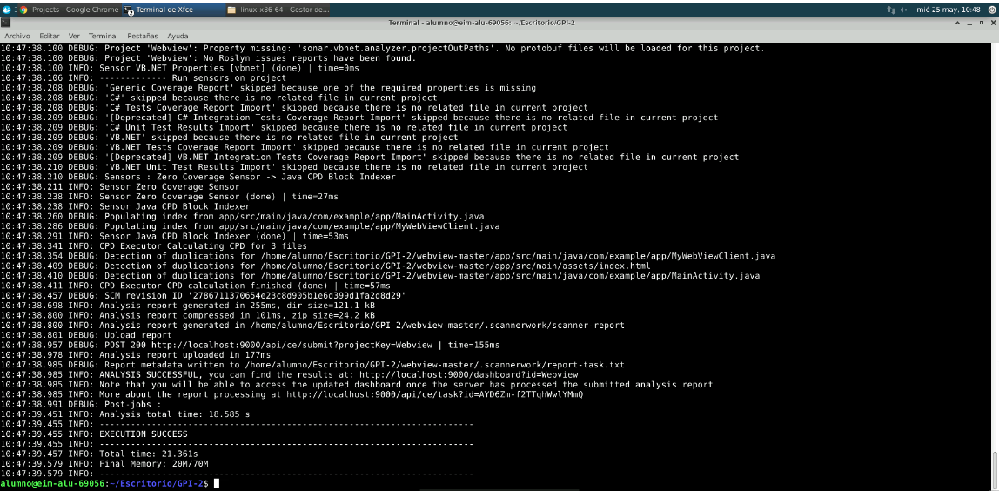 Projects - Google Chrome
Terminal de Xfce
linux-x86-64 - Gestor de...
mié 25 may, 10:48
Terminal - alumno@eim-alu-69056: ~/Escritorio/GPI-2
Archivo Editar Ver Terminal Pestañas Ayuda
10:47:38.100 DEBUG: Project 'Webview': Property missing: 'sonar.vbnet.analyzer.projectOutPaths'. No protobuf files will be loaded for this project.
10:47:38.100 DEBUG: Project 'Webview': No Roslyn issues reports have been found.
10:47:38.100 INFO: Sensor VB.NET Properties [vbnet] (done) | time=0ms
10:47:38.106 INFO: ------------- Run sensors on project
10:47:38.208 DEBUG: 'Generic Coverage Report' skipped because one of the required properties is missing
10:47:38.208 DEBUG: 'C#' skipped because there is no related file in current project
10:47:38.208 DEBUG: 'C# Tests Coverage Report Import' skipped because there is no related file in current project
10:47:38.209 DEBUG: '[Deprecated] C# Integration Tests Coverage Report Import' skipped because there is no related file in current project
10:47:38.209 DEBUG: 'C# Unit Test Results Import' skipped because there is no related file in current project
10:47:38.209 DEBUG: 'VB.NET' skipped because there is no related file in current project
10:47:38.209 DEBUG: 'VB.NET Tests Coverage Report Import' skipped because there is no related file in current project
10:47:38.209 DEBUG: '[Deprecated] VB.NET Integration Tests Coverage Report Import' skipped because there is no related file in current project
10:47:38.210 DEBUG: 'VB.NET Unit Test Results Import' skipped because there is no related file in current project
10:47:38.210 DEBUG: Sensors : Zero Coverage Sensor -> Java CPD Block Indexer
10:47:38.211 INFO: Sensor Zero Coverage Sensor
10:47:38.238 INFO: Sensor Zero Coverage Sensor (done) | time=27ms
10:47:38.238 INFO: Sensor Java CPD Block Indexer
10:47:38.260 DEBUG: Populating index from app/src/main/java/com/example/app/MainActivity.java
10:47:38.286 DEBUG: Populating index from app/src/main/java/com/example/app/MyWebViewClient.java
10:47:38.291 INFO: Sensor Java CPD Block Indexer (done) | time=53ms
10:47:38.341 INFO: CPD Executor Calculating CPD for 3 files
10:47:38.354 DEBUG: Detection of duplications for /home/alumno/Escritorio/GPI-2/webview-master/app/src/main/java/com/example/app/MyWebViewClient.java
10:47:38.409 DEBUG: Detection of duplications for /home/alumno/Escritorio/GPI-2/webview-master/app/src/main/assets/index.html
10:47:38.410 DEBUG: Detection of duplications for /home/alumno/Escritorio/GPI-2/webview-master/app/src/main/java/com/example/app/MainActivity.java
10:47:38.411 INFO: CPD Executor CPD calculation finished (done) | time=57ms
10:47:38.457 DEBUG: SCM revision ID '2786711370654e23c8d905b1e6d399d1fa2d8d29'
10:47:38.698 INFO: Analysis report generated in 255ms, dir size=121.1 kB
10:47:38.800 INFO: Analysis report compressed in 101ms, zip size=24.2 kB
10:47:38.800 INFO: Analysis report generated in /home/alumno/Escritorio/GPI-2/webview-master/.scannerwork/scanner-report
10:47:38.801 DEBUG: Upload report
10:47:38.957 DEBUG: POST 200 http://localhost:9000/api/ce/submit?projectKey=Webview | time=155ms
10:47:38.978 INFO: Analysis report uploaded in 177ms
10:47:38.985 DEBUG: Report metadata written to /home/alumno/Escritorio/GPI-2/webview-master/.scannerwork/report-task.txt
10:47:38.985 INFO: ANALYSIS SUCCESSFUL, you can find the results at: http://localhost:9000/dashboard?id=Webview
10:47:38.985 INFO: Note that you will be able to access the updated dashboard once the server has processed the submitted analysis report
10:47:38.985 INFO: More about the report processing at http://localhost:9000/api/ce/task?id=AYD6Zm-f2TTqhWwlYMmQ
10:47:38.991 DEBUG: Post-jobs :
10:47:39.451 INFO: Analysis total time: 18.585 s
10:47:39.455 INFO: ------------------------------------------------------------------------
10:47:39.455 INFO: EXECUTION SUCCESS
10:47:39.455 INFO: ------------------------------------------------------------------------
10:47:39.457 INFO: Total time: 21.361s
10:47:39.579 INFO: Final Memory: 20M/70M
10:47:39.579 INFO: ------------------------------------------------------------------------
alumno@eim-alu-69056:~/Escritorio/GPI-2$